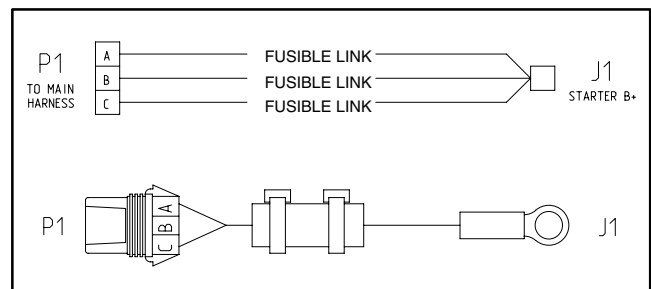 P1
TO MAIN
HARNESS
A
B
C
FUSIBLE LINK
FUSIBLE LINK
FUSIBLE LINK
J1
STARTER B+
P1
A
B
C
J1